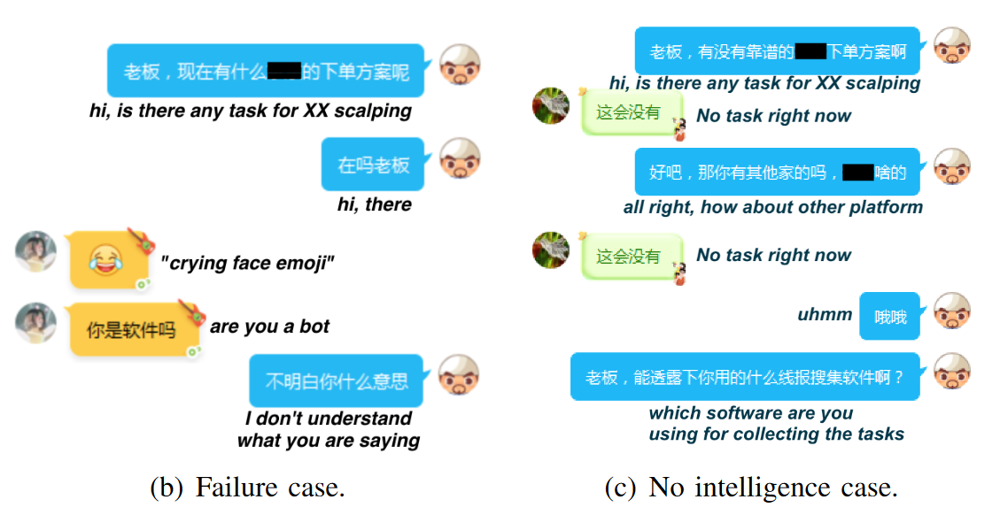 老板，现在有什么的下单方案呢
hi, is there any task for XX scalping
在吗老板
hi, there
"crying face emoji"
你是软件吗
are you a bot
不明白你什么意思
I don't understand
what you are saying
(b) Failure case.
老板，有没有靠谱的下单方案啊
hi, is there any task for XX scalping
这会没有
No task right now
好吧，那你有其他家的吗，啥的
all right, how about other platform
这会没有
No task right now
uhmm
哦哦
老板，能透露下你用的什么线报搜集软件啊？
which software are you
using for collecting the tasks
(c) No intelligence case.